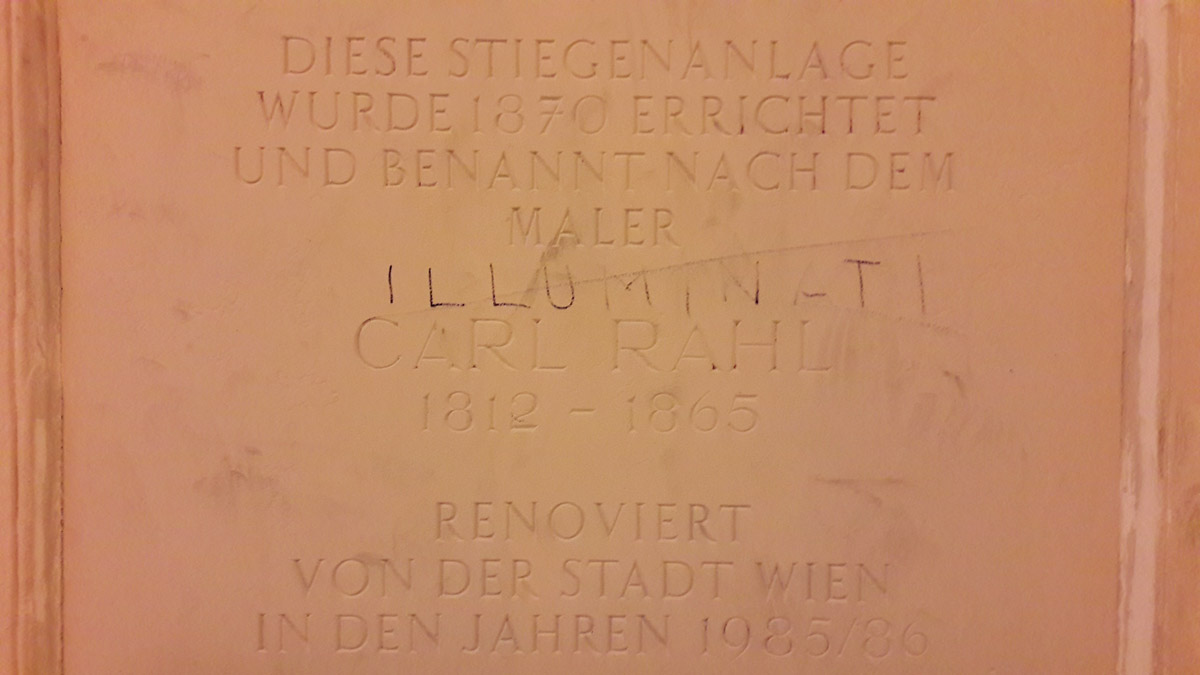 DIESE STIEGENANLAGE
WURDE 1870 ERRICHTET
UND BENANNT NACH DEM
MALER
ILLUMINATI
CARL RAHL
1812 - 1865
RENOVIERT
VON DER STADT WIEN
IN DEN JAHREN 1985/86